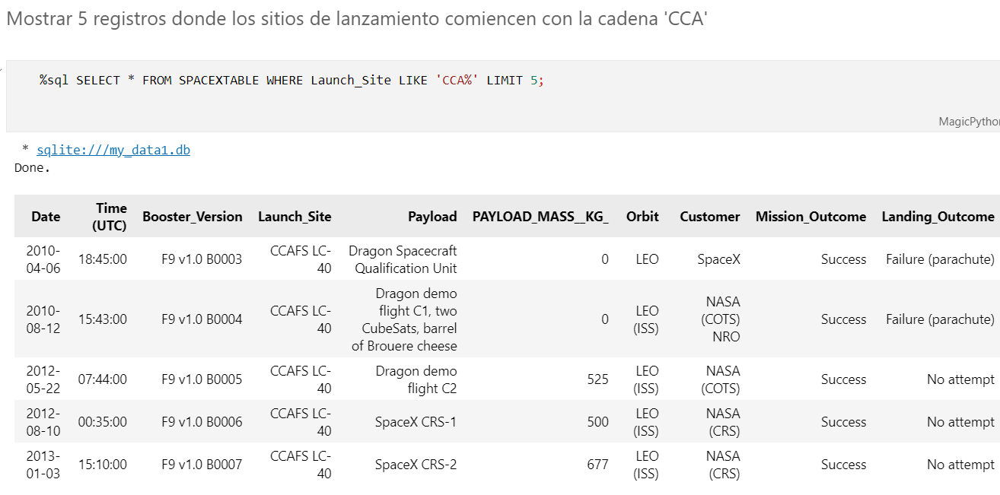 Mostrar 5 registros donde los sitios de lanzamiento comiencen con la cadena 'CCA'
%sql SELECT * FROM SPACEXTABLE WHERE Launch_Site LIKE 'CCA%' LIMIT 5;
MagicPython
* sqlite:///my_data1.db
Done.
Date Time (UTC) Booster_Version Launch_Site Payload PAYLOAD_MASS__KG_ Orbit Customer Mission_Outcome Landing_Outcome
2010-04-06 18:45:00 F9 v1.0 B0003 CCAFS LC-40 Dragon Spacecraft Qualification Unit 0 LEO SpaceX Success Failure (parachute)
2010-08-12 15:43:00 F9 v1.0 B0004 CCAFS LC-40 Dragon demo flight C1, two CubeSats, barrel of Brouere cheese 0 LEO (ISS) NASA (COTS) NRO Success Failure (parachute)
2012-05-22 07:44:00 F9 v1.0 B0005 CCAFS LC-40 Dragon demo flight C2 525 LEO (ISS) NASA (COTS) Success No attempt
2012-08-10 00:35:00 F9 v1.0 B0006 CCAFS LC-40 SpaceX CRS-1 500 LEO (ISS) NASA (CRS) Success No attempt
2013-01-03 15:10:00 F9 v1.0 B0007 CCAFS LC-40 SpaceX CRS-2 677 LEO (ISS) NASA (CRS) Success No attempt